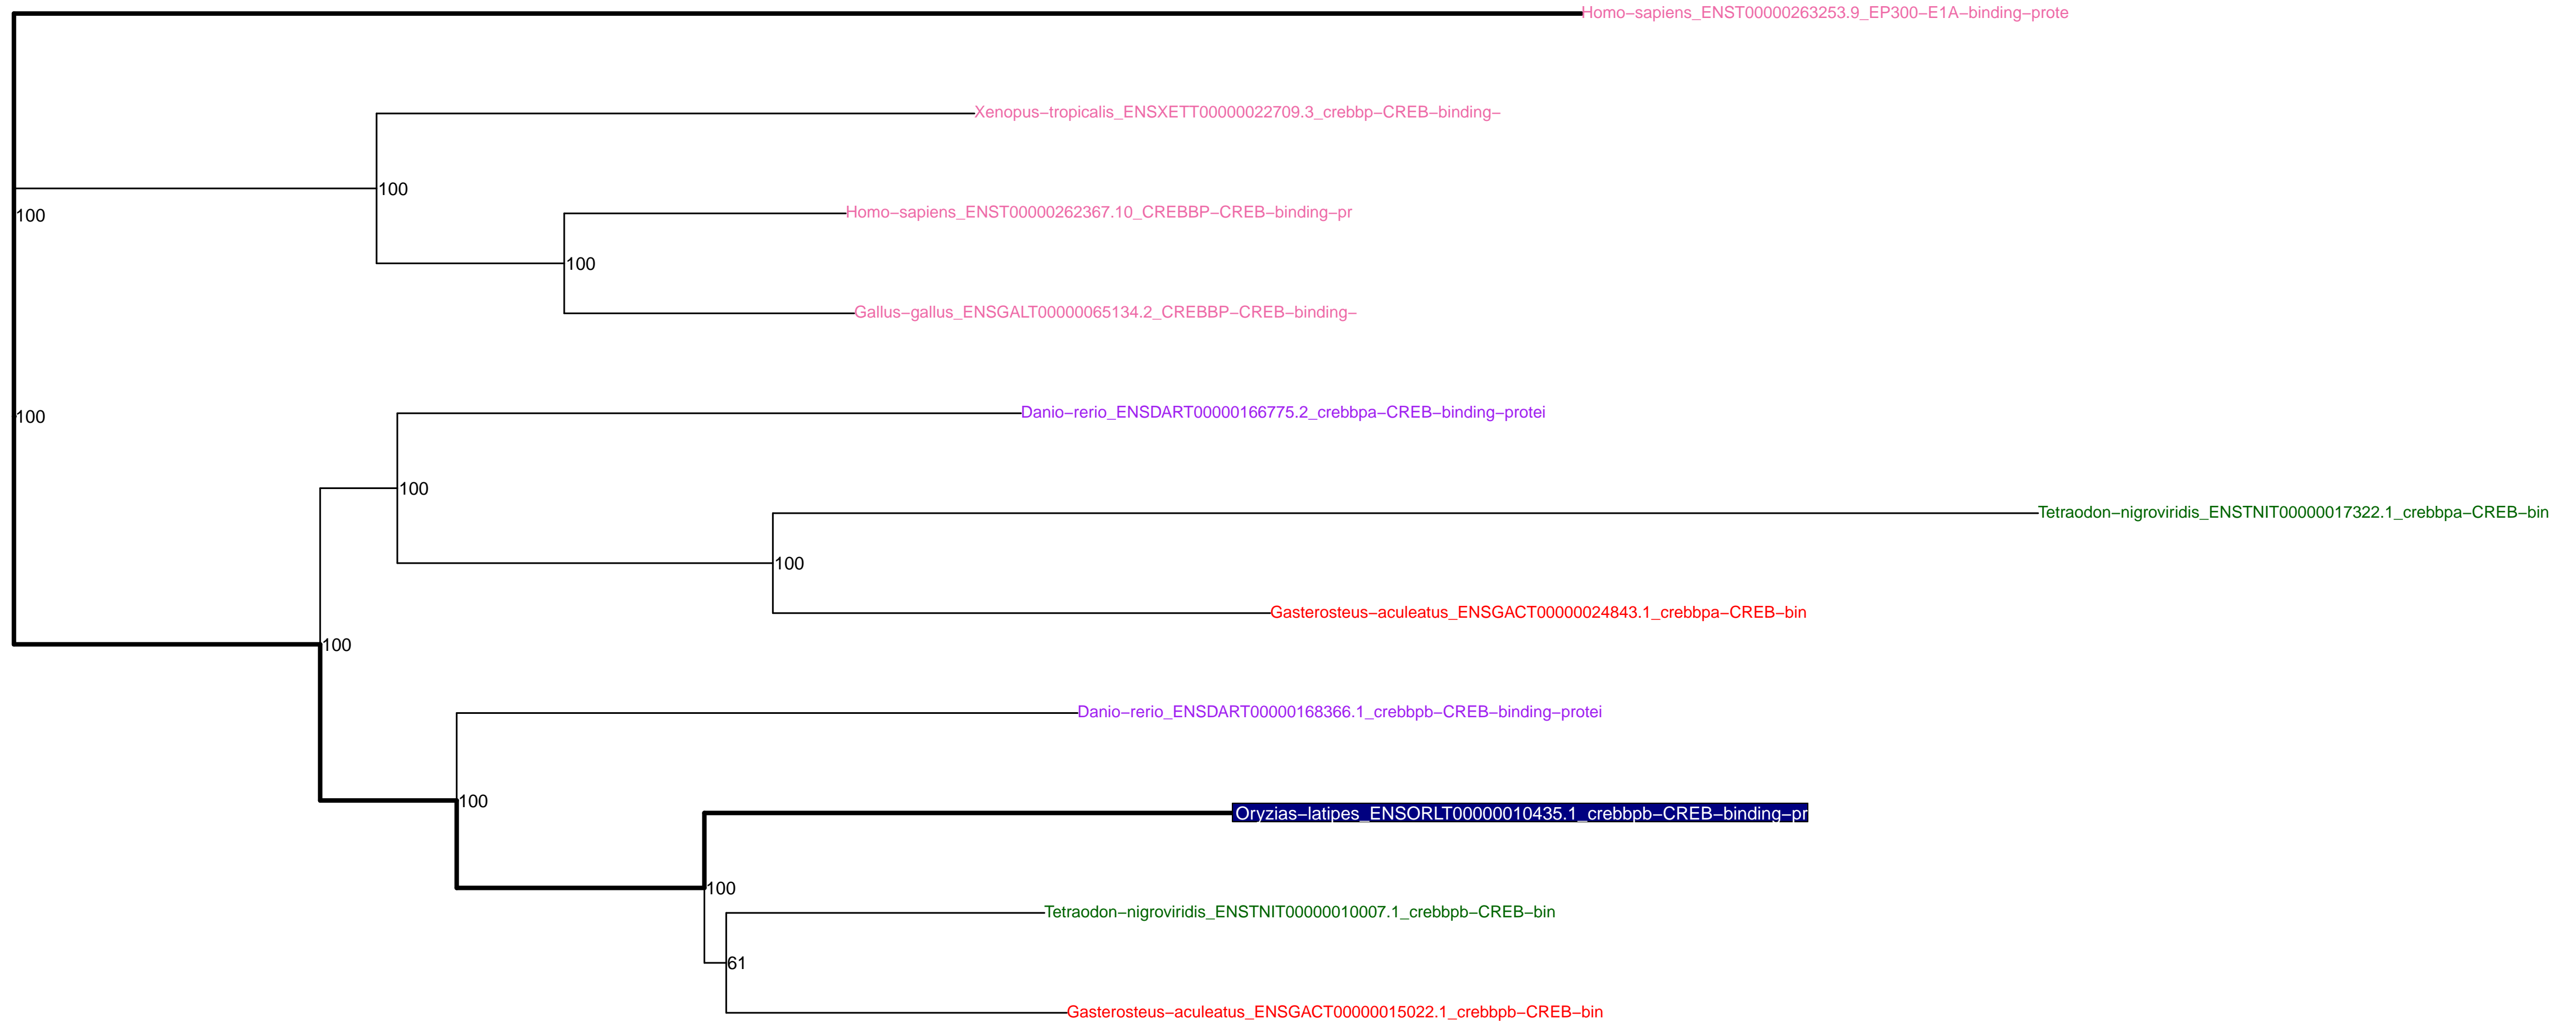 Homo-sapiens_ENST00000263253.9_EP300-E1A-binding-prote
Xenopus-tropicalis_ENSXETT00000022709.3_crebbp-CREB-binding-
100
Homo-sapiens_ENST00000262367.10_CREBBP-CREB-binding-pr
100
100
Gallus-gallus_ENSGALT00000065134.2_CREBBP-CREB-binding-
Danio-rerio_ENSDART00000166775.2_crebbpa-CREB-binding-protei
100
100
Tetraodon-nigroviridis_ENSTNIT00000017322.1_crebbpa-CREB-bin
100
Gasterosteus-aculeatus_ENSGACT00000024843.1_crebbpa-CREB-bin
100
Danio-rerio_ENSDART00000168366.1_crebbpb-CREB-binding-protei
100
Oryzias-latipes_ENSORLT00000010435.1_crebbpb-CREB-binding-pr
100
Tetraodon-nigroviridis_ENSTNIT00000010007.1_crebbpb-CREB-bin
61
Gasterosteus-aculeatus_ENSGACT00000015022.1_crebbpb-CREB-bin